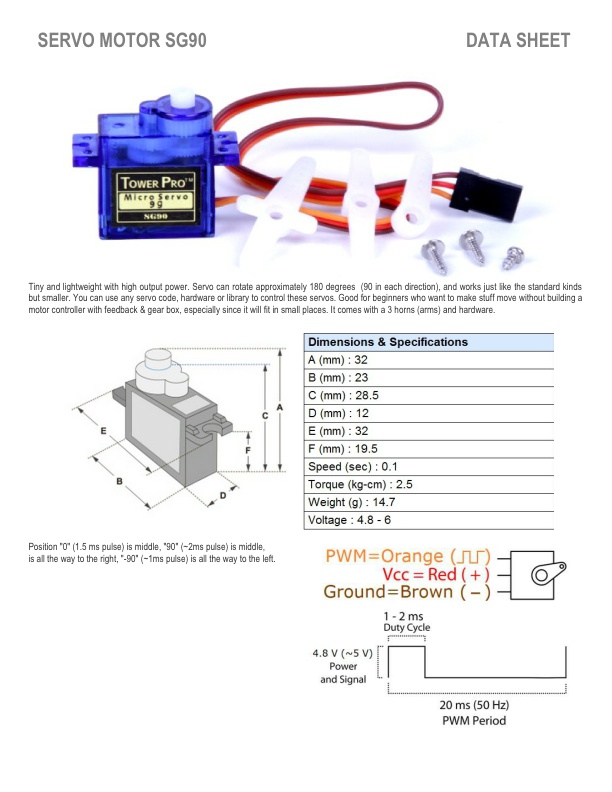 SERVO MOTOR SG90 DATA SHEET
TOWER PRO™
Micro Servo
9g
SG90
Tiny and lightweight with high output power. Servo can rotate approximately 180 degrees (90 in each direction), and works just like the standard kinds
but smaller. You can use any servo code, hardware or library to control these servos. Good for beginners who want to make stuff move without building a
motor controller with feedback & gear box, especially since it will fit in small places. It comes with a 3 horns (arms) and hardware.
A
C
E
F
B
D
Dimensions & Specifications
A (mm) : 32
B (mm) : 23
C (mm) : 28.5
D (mm) : 12
E (mm) : 32
F (mm) : 19.5
Speed (sec) : 0.1
Torque (kg-cm) : 2.5
Weight (g) : 14.7
Voltage : 4.8 - 6
Position "0" (1.5 ms pulse) is middle, "90" (~2ms pulse) is middle,
is all the way to the right, "-90" (~1ms pulse) is all the way to the left.
PWM=Orange (⎍⎍)
Vcc = Red ( + )
Ground=Brown ( − )
1 - 2 ms
Duty Cycle
4.8 V (~5 V)
Power
and Signal
20 ms (50 Hz)
PWM Period